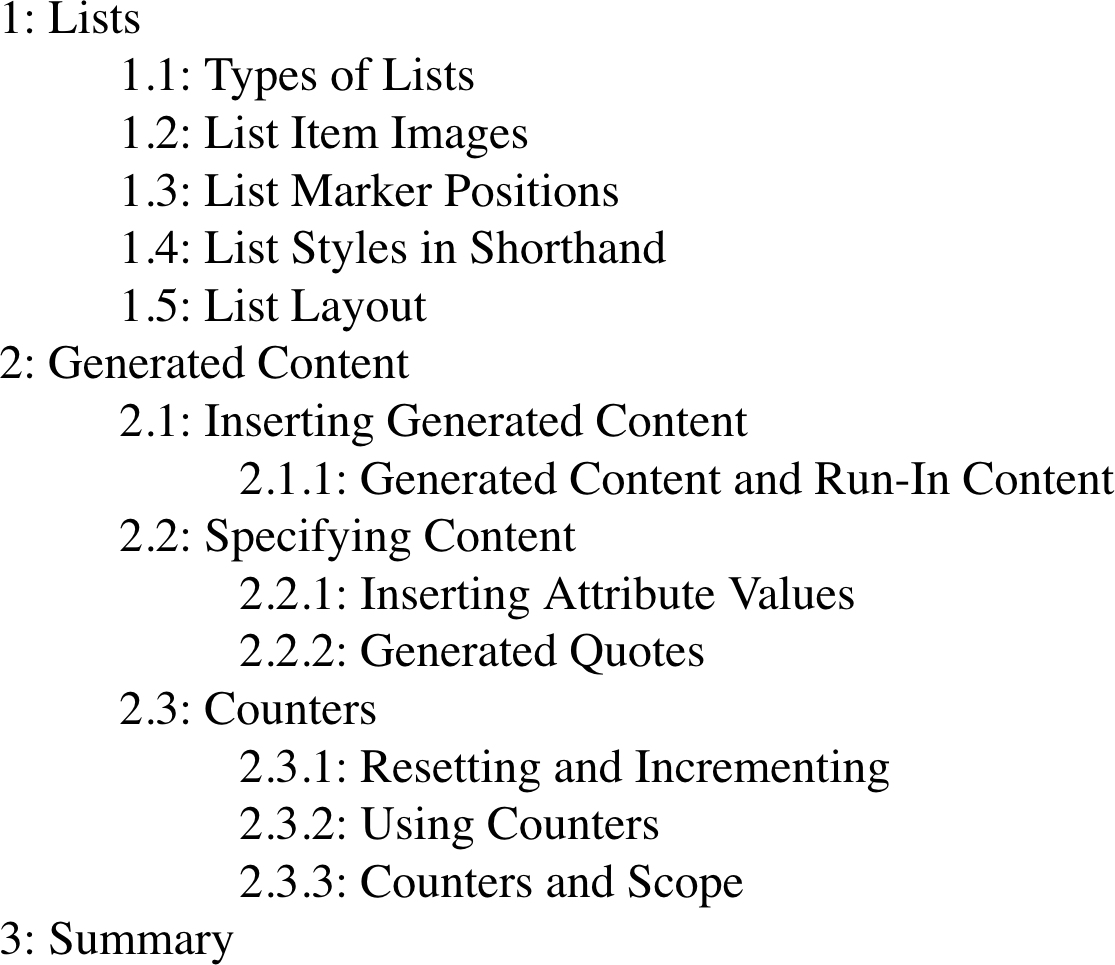 1: Lists
1.1: Types of Lists
1.2: List Item Images
1.3: List Marker Positions
1.4: List Styles in Shorthand
1.5: List Layout
2: Generated Content
2.1: Inserting Generated Content
2.1.1: Generated Content and Run-In Content
2.2: Specifying Content
2.2.1: Inserting Attribute Values
2.2.2: Generated Quotes
2.3: Counters
2.3.1: Resetting and Incrementing
2.3.2: Using Counters
2.3.3: Counters and Scope
3: Summary